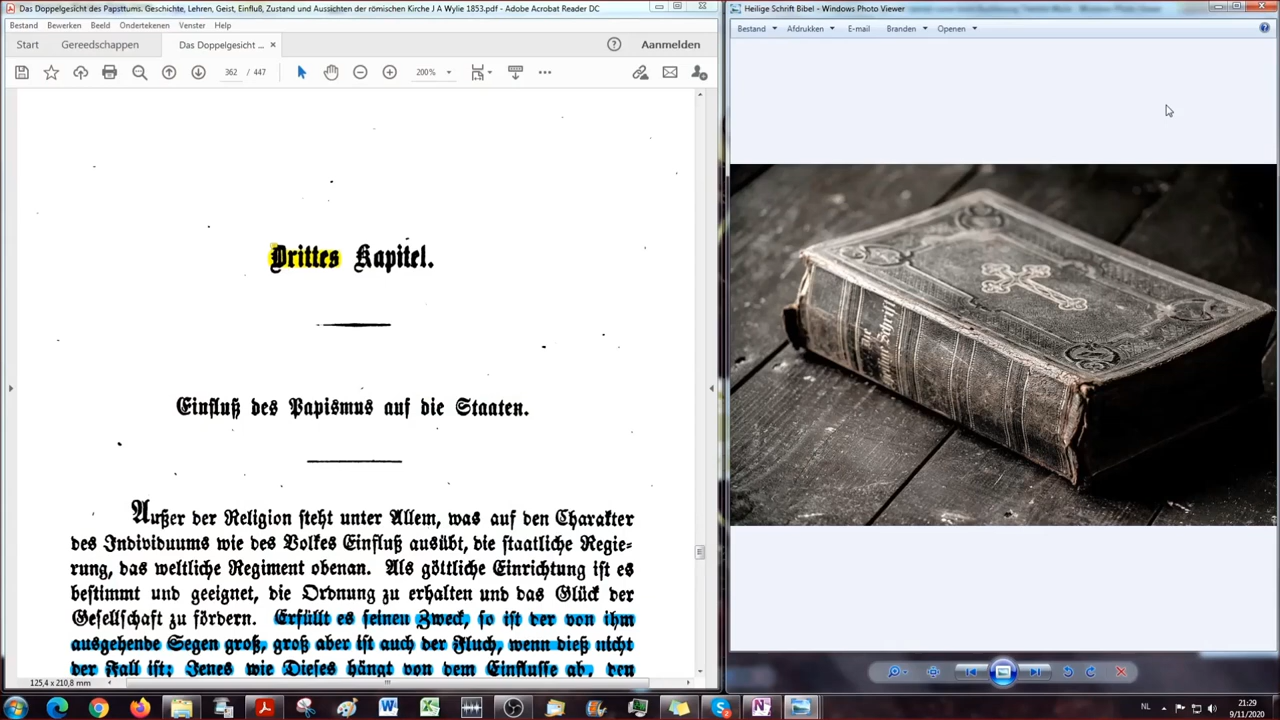 Das Doppelgesicht des Papsttums. Geschichte, Lehren, Geist, Einfluß, Zustand und Aussichten der römischen Kirche J A Wylie 1853.pdf - Adobe Acrobat Reader DC
Bestand Bewerken Beeld Ondertekenen Venster Help
Start Gereedschappen Das Doppelgesicht ... Anmelden
362 / 447 200%
Drittes Kapitel.
Einfluß des Papismus auf die Staaten.
Außer der Religion steht unter Allem, was auf den Charakter
des Individuums wie des Volkes Einfluß ausübt, die staatliche Regie-
rung, das weltliche Regiment obenan. Als göttliche Einrichtung ist es
bestimmt und geeignet, die Ordnung zu erhalten und das Glück der
Gesellschaft zu fördern. Erfüllt es seinen Zweck, so ist der von ihm
ausgehende Segen groß, groß aber ist auch der Fluch, wenn dieß nicht
der Fall ist; Jenes wie Dieses hängt von dem Einflusse ab, den
125,4 x 210,8 mm
Heilige Schrift Bibel - Windows Photo Viewer
Bestand Afdrukken E-mail Branden Openen
Die
Heilige Schrift
NL
21:29
9/11/2020